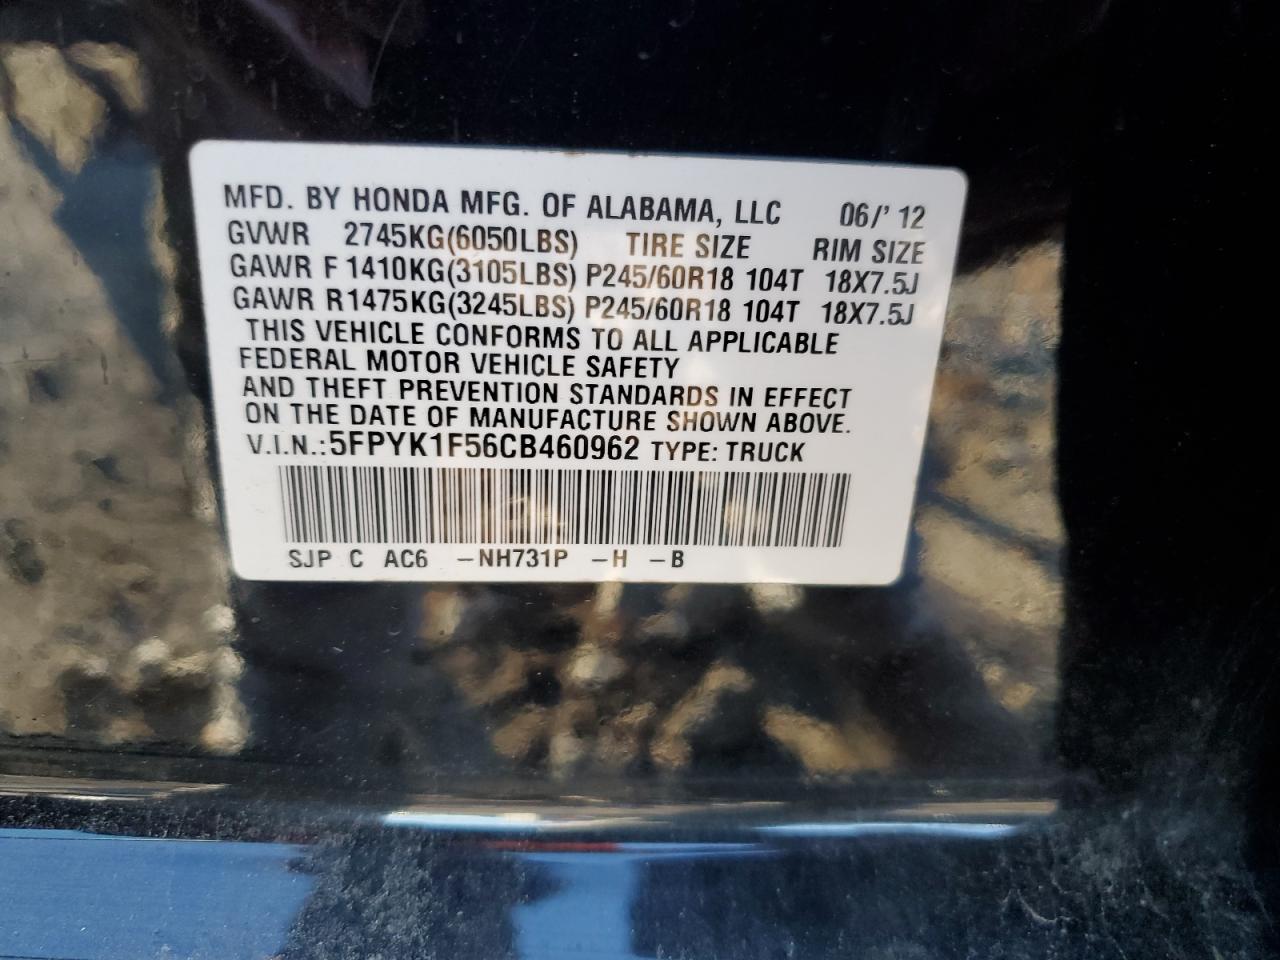 MFD. BY HONDA MFG. OF ALABAMA, LLC 06/' 12
GVWR 2745KG(6050LBS) TIRE SIZE RIM SIZE
GAWR F 1410KG(3105LBS) P245/60R18 104T 18X7.5J
GAWR R1475KG(3245LBS) P245/60R18 104T 18X7.5J
THIS VEHICLE CONFORMS TO ALL APPLICABLE
FEDERAL MOTOR VEHICLE SAFETY
AND THEFT PREVENTION STANDARDS IN EFFECT
ON THE DATE OF MANUFACTURE SHOWN ABOVE.
V.I.N.:5FPYK1F56CB460962 TYPE: TRUCK
SJP C AC6 -NH731P -H -B